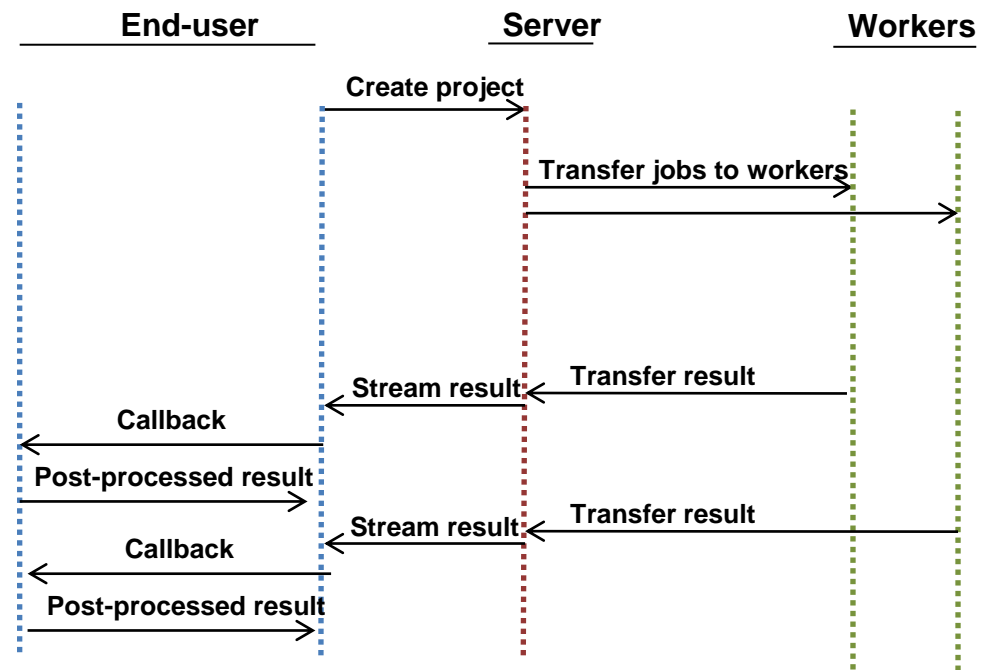 End-user
Server
Workers
Create project
Transfer jobs to workers
Transfer result
Stream result
Callback
Post-processed result
Transfer result
Stream result
Callback
Post-processed result